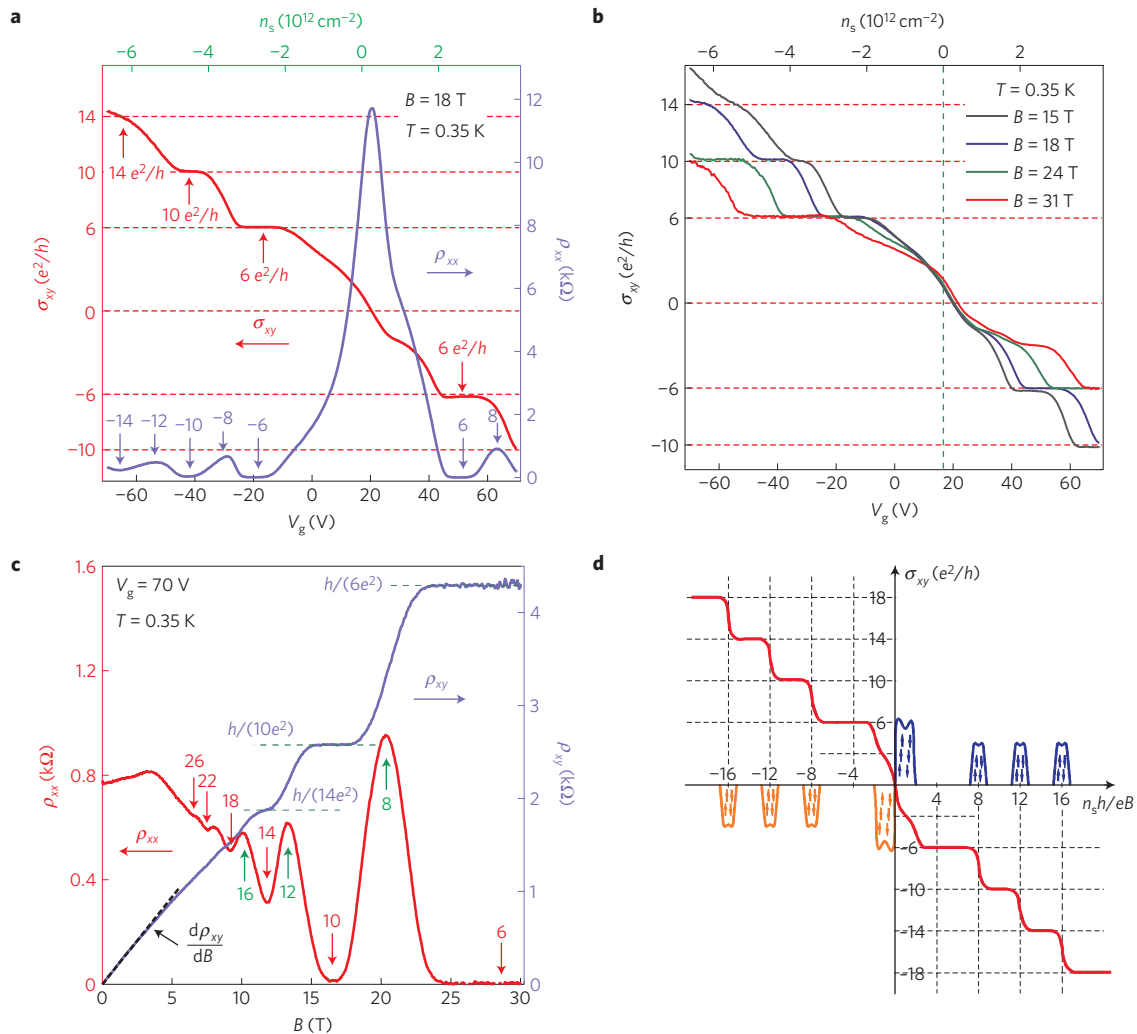 a
n_s (10^12 cm^−2)
−6 −4 −2 0 2
B = 18 T
T = 0.35 K
14
10
6
0
−6
−10
σ_xy (e^2/h)
14 e^2/h
10 e^2/h
6 e^2/h
ρ_xx
σ_xy
6 e^2/h
−14 −12 −10 −8 −6 6 8
12
10
8
6
4
2
0
ρ_xx (kΩ)
−60 −40 −20 0 20 40 60
V_g (V)
b
n_s (10^12 cm^−2)
−6 −4 −2 0 2
T = 0.35 K
B = 15 T
B = 18 T
B = 24 T
B = 31 T
14
10
6
0
−6
−10
σ_xy (e^2/h)
−60 −40 −20 0 20 40 60
V_g (V)
c
V_g = 70 V
T = 0.35 K
1.6
1.2
0.8
0.4
0
ρ_xx (kΩ)
h/(6e^2)
h/(10e^2)
h/(14e^2)
ρ_xy
ρ_xx
26
22
18
14
10
6
16
12
8
dρ_xy
dB
4
3
2
1
0
ρ_xy (kΩ)
0 5 10 15 20 25 30
B (T)
d
σ_xy (e^2/h)
18
14
10
6
−16 −12 −8 −4
4 8 12 16
n_s h/eB
−6
−10
−14
−18